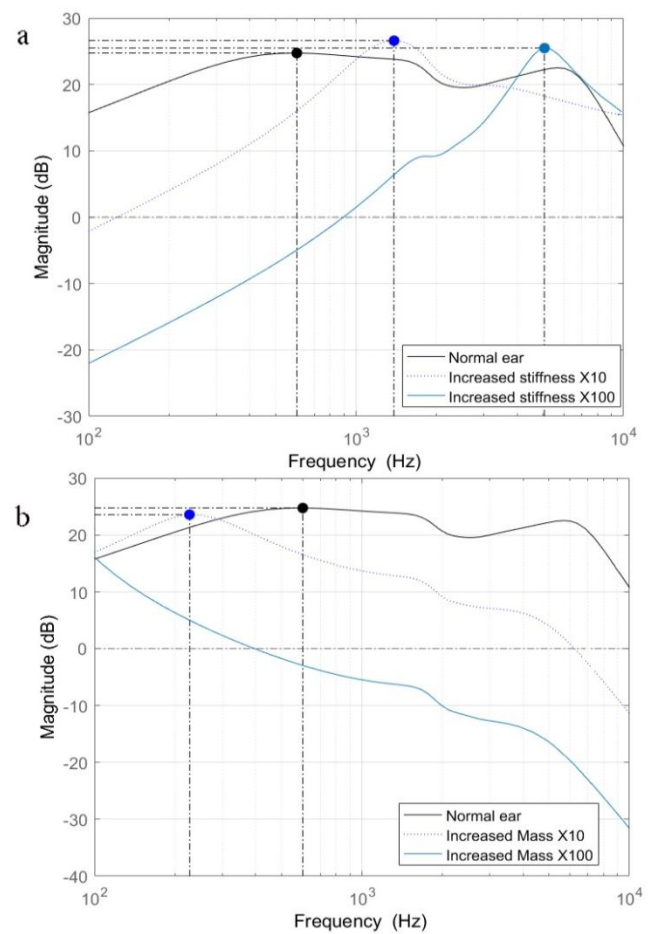 a
30
20
10
0
-10
-20
-30
Magnitude (dB)
Normal ear
Increased stiffness X10
Increased stiffness X100
10^2
10^3
10^4
Frequency (Hz)
b
30
20
10
0
-10
-20
-30
-40
Magnitude (dB)
Normal ear
Increased Mass X10
Increased Mass X100
10^2
10^3
10^4
Frequency (Hz)